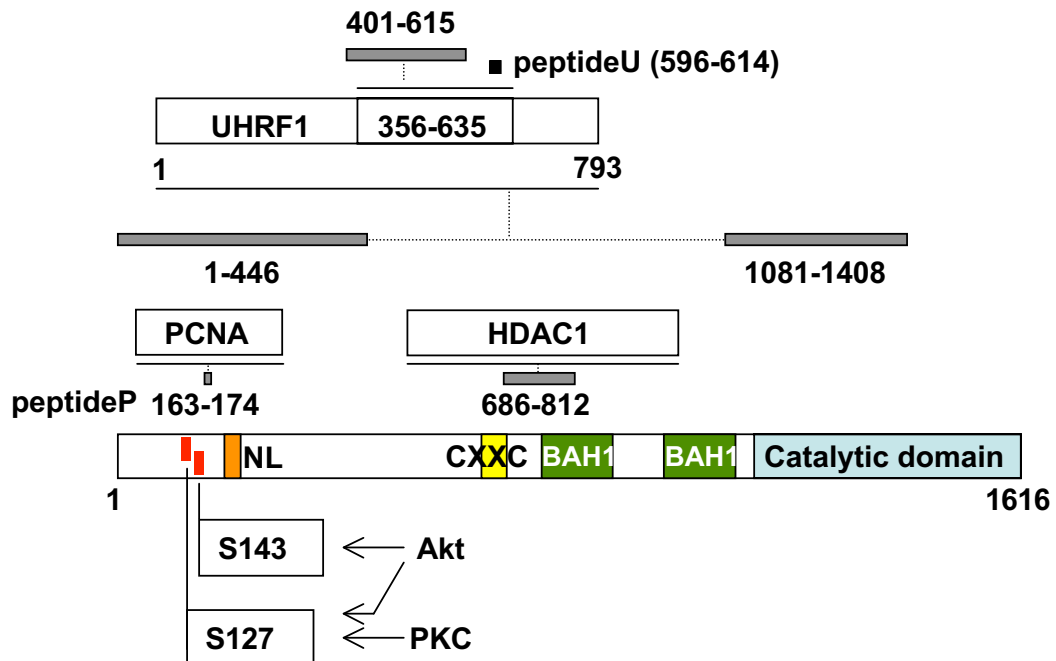 401-615
peptideU (596-614)
UHRF1 356-635
1 793
1-446 1081-1408
PCNA HDAC1
peptideP 163-174 686-812
NL CXXC BAH1 BAH1 Catalytic domain
1 1616
S143 Akt
S127 PKC